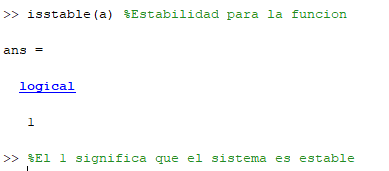 >> isstable(a) %Estabilidad para la funcion
ans =
logical
1
>> %El 1 significa que el sistema es estable